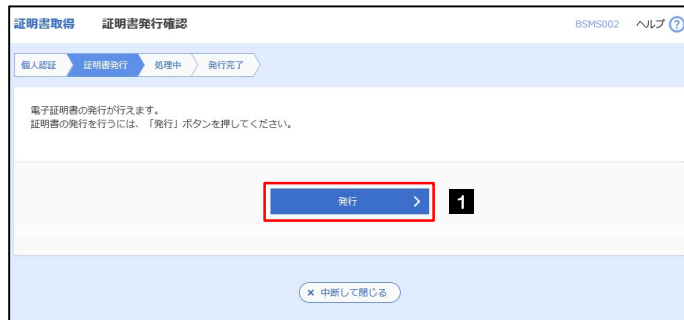 証明書取得 証明書発行確認 BSMS002 ヘルプ ?
個人認証 証明書発行 処理中 発行完了
電子証明書の発行が行えます。
証明書の発行を行うには、「発行」ボタンを押してください。
発行 1
× 中断して閉じる